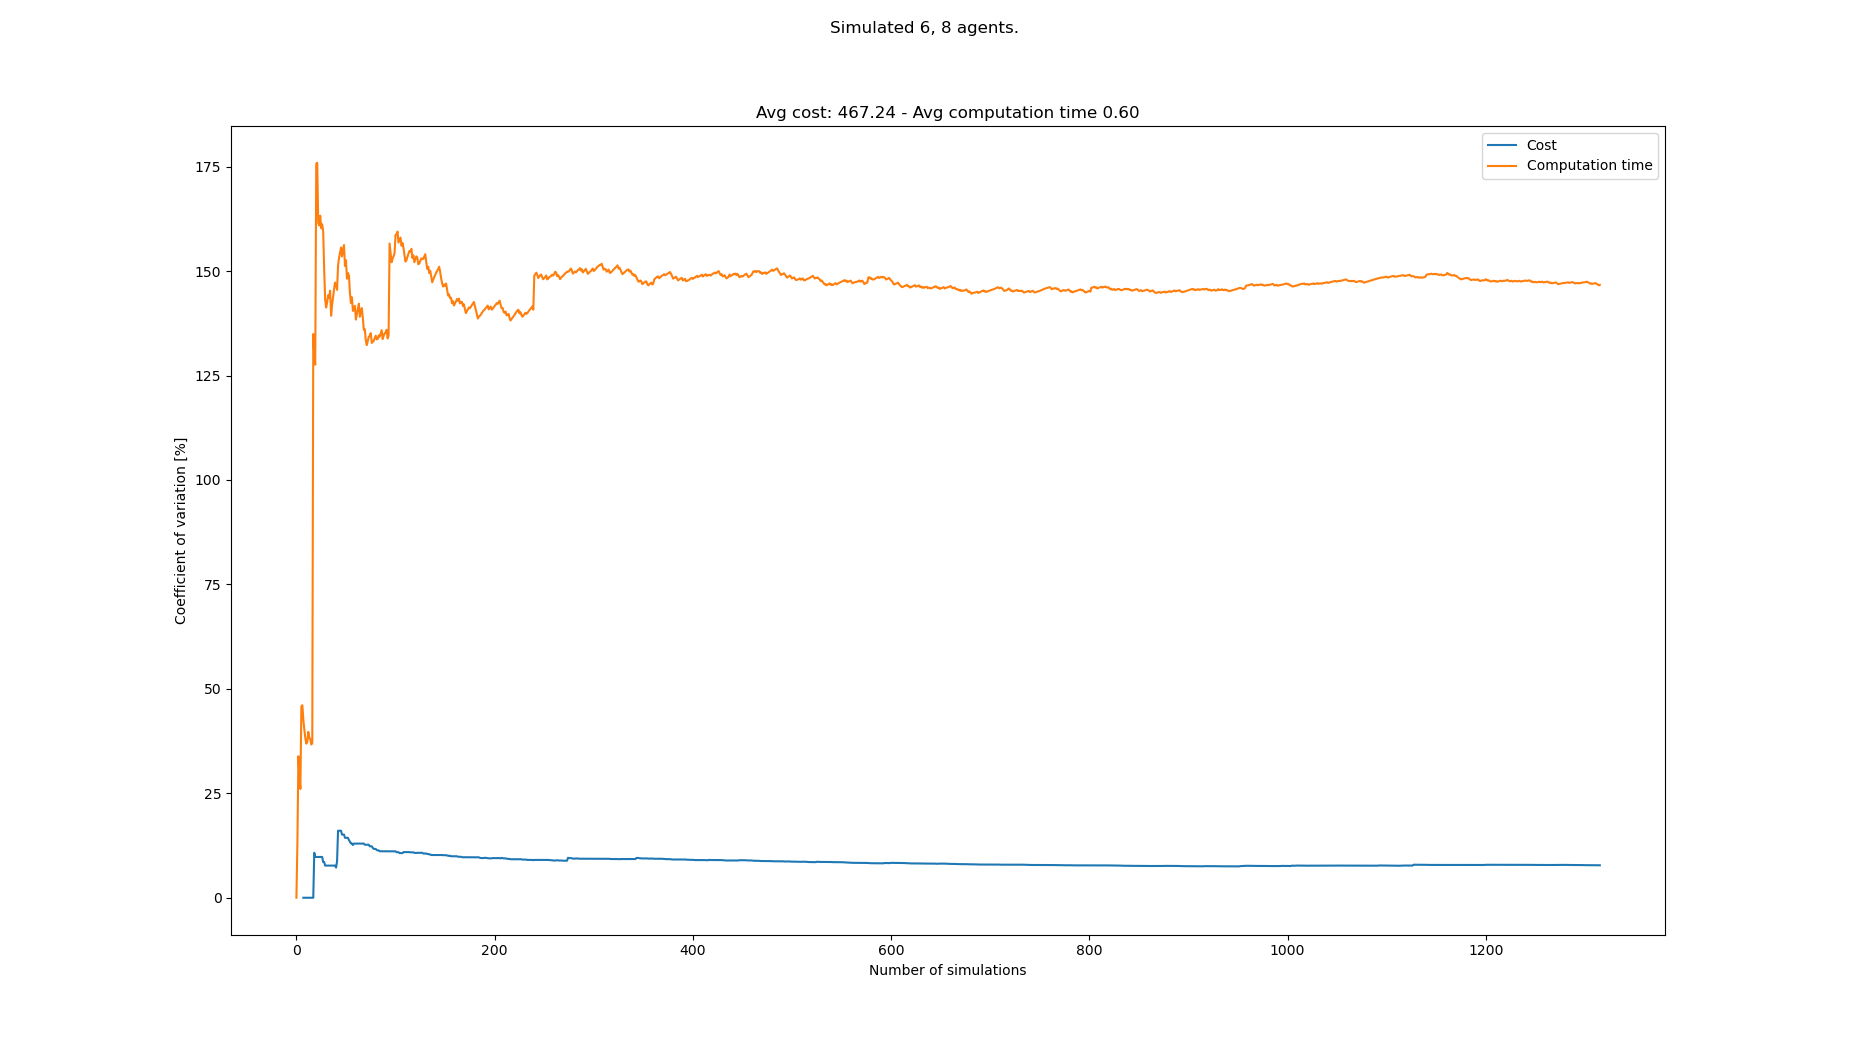 Simulated 6, 8 agents.
Avg cost: 467.24 - Avg computation time 0.60
Cost
Computation time
Coefficient of variation [%]
175
150
125
100
75
50
25
0
0 200 400 600 800 1000 1200
Number of simulations